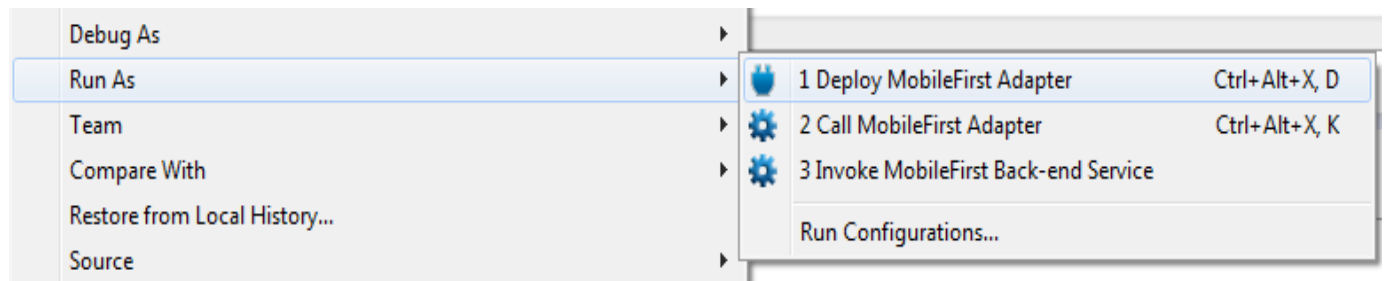 Debug As
Run As
Team
Compare With
Restore from Local History...
Source
1 Deploy MobileFirst Adapter Ctrl+Alt+X, D
2 Call MobileFirst Adapter Ctrl+Alt+X, K
3 Invoke MobileFirst Back-end Service
Run Configurations...